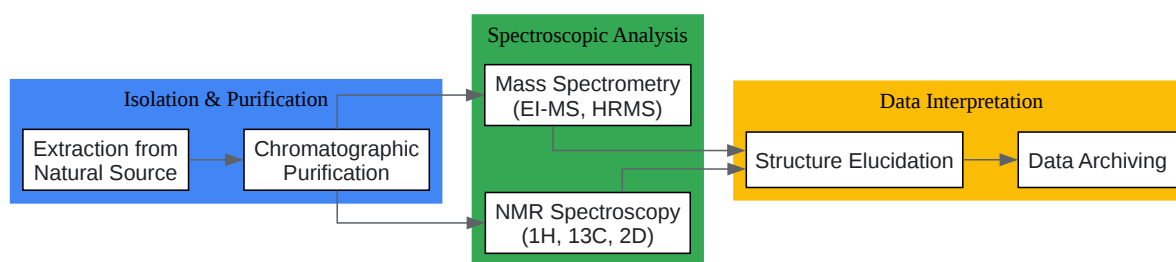 Isolation & Purification
Extraction from
Natural Source
Chromatographic
Purification
Spectroscopic Analysis
Mass Spectrometry
(EI-MS, HRMS)
NMR Spectroscopy
(1H, 13C, 2D)
Data Interpretation
Structure Elucidation
Data Archiving